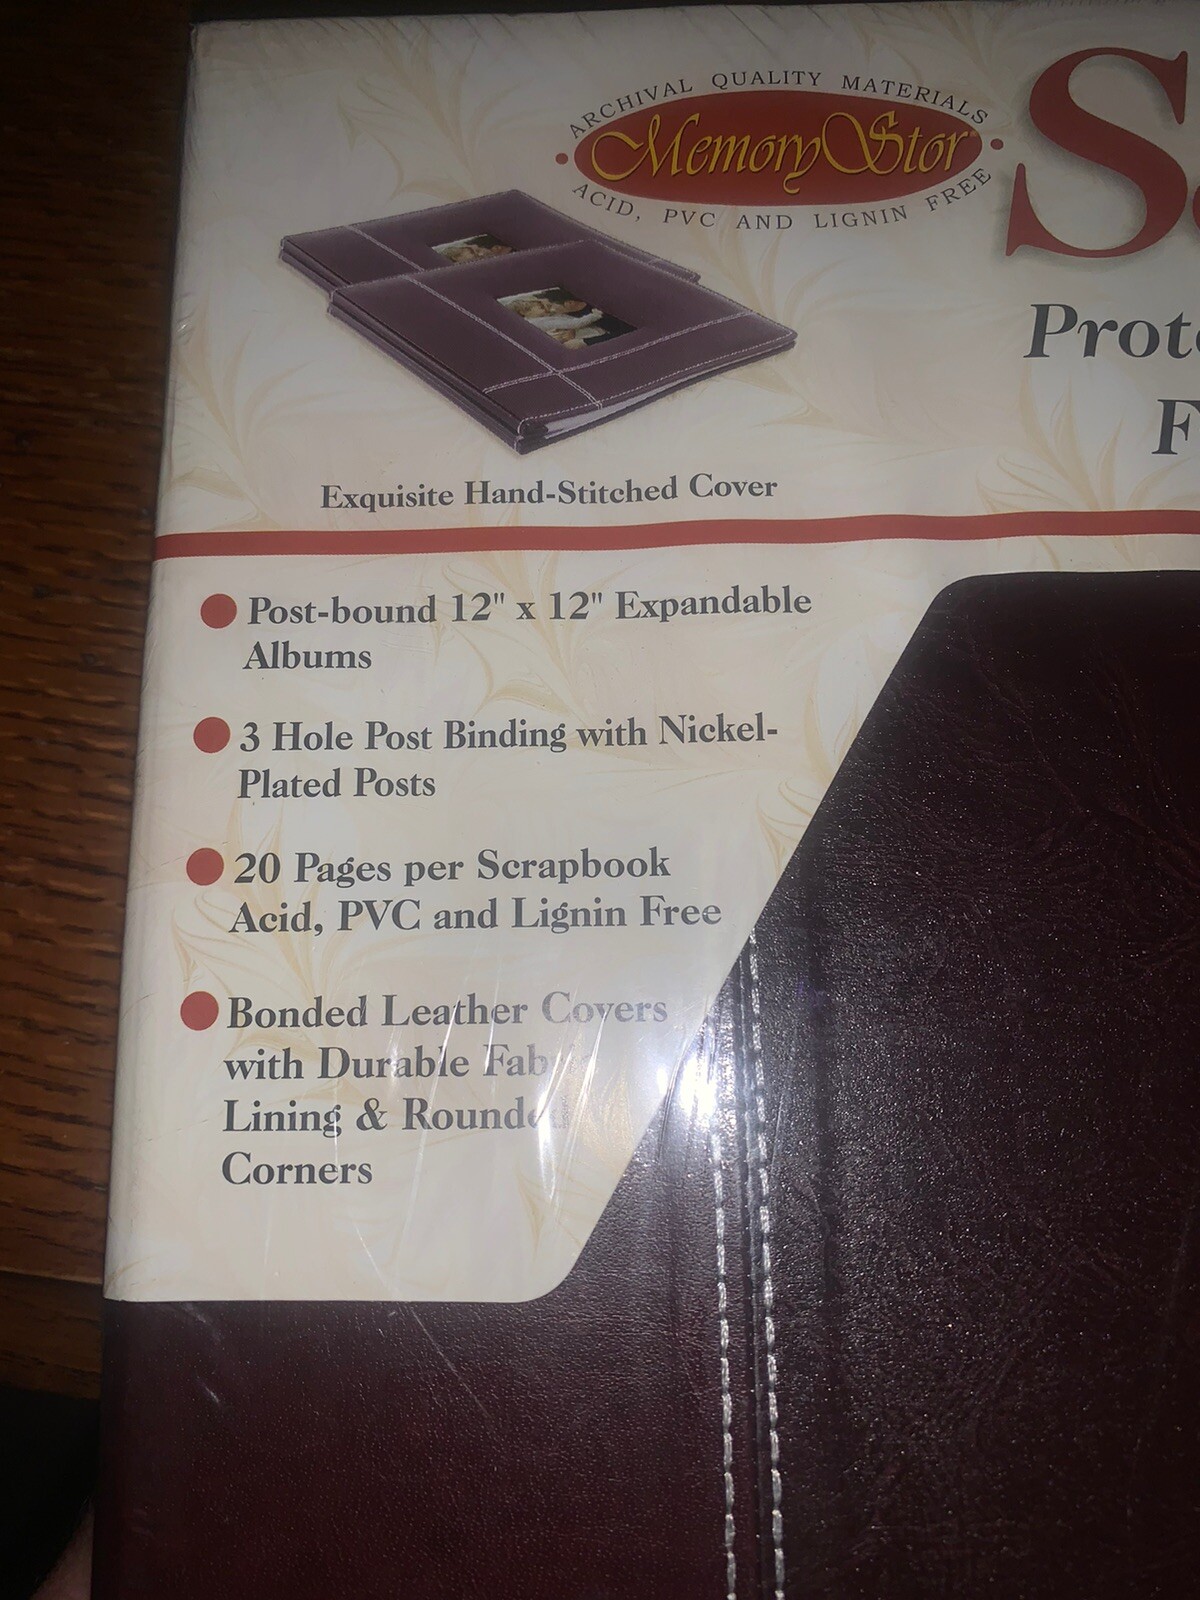 ARCHIVAL QUALITY MATERIALS
MemoryStor
ACID, PVC AND LIGNIN FREE
Exquisite Hand-Stitched Cover
Post-bound 12" x 12" Expandable
Albums
3 Hole Post Binding with Nickel-
Plated Posts
20 Pages per Scrapbook
Acid, PVC and Lignin Free
Bonded Leather Covers
with Durable
Lining &
Corners